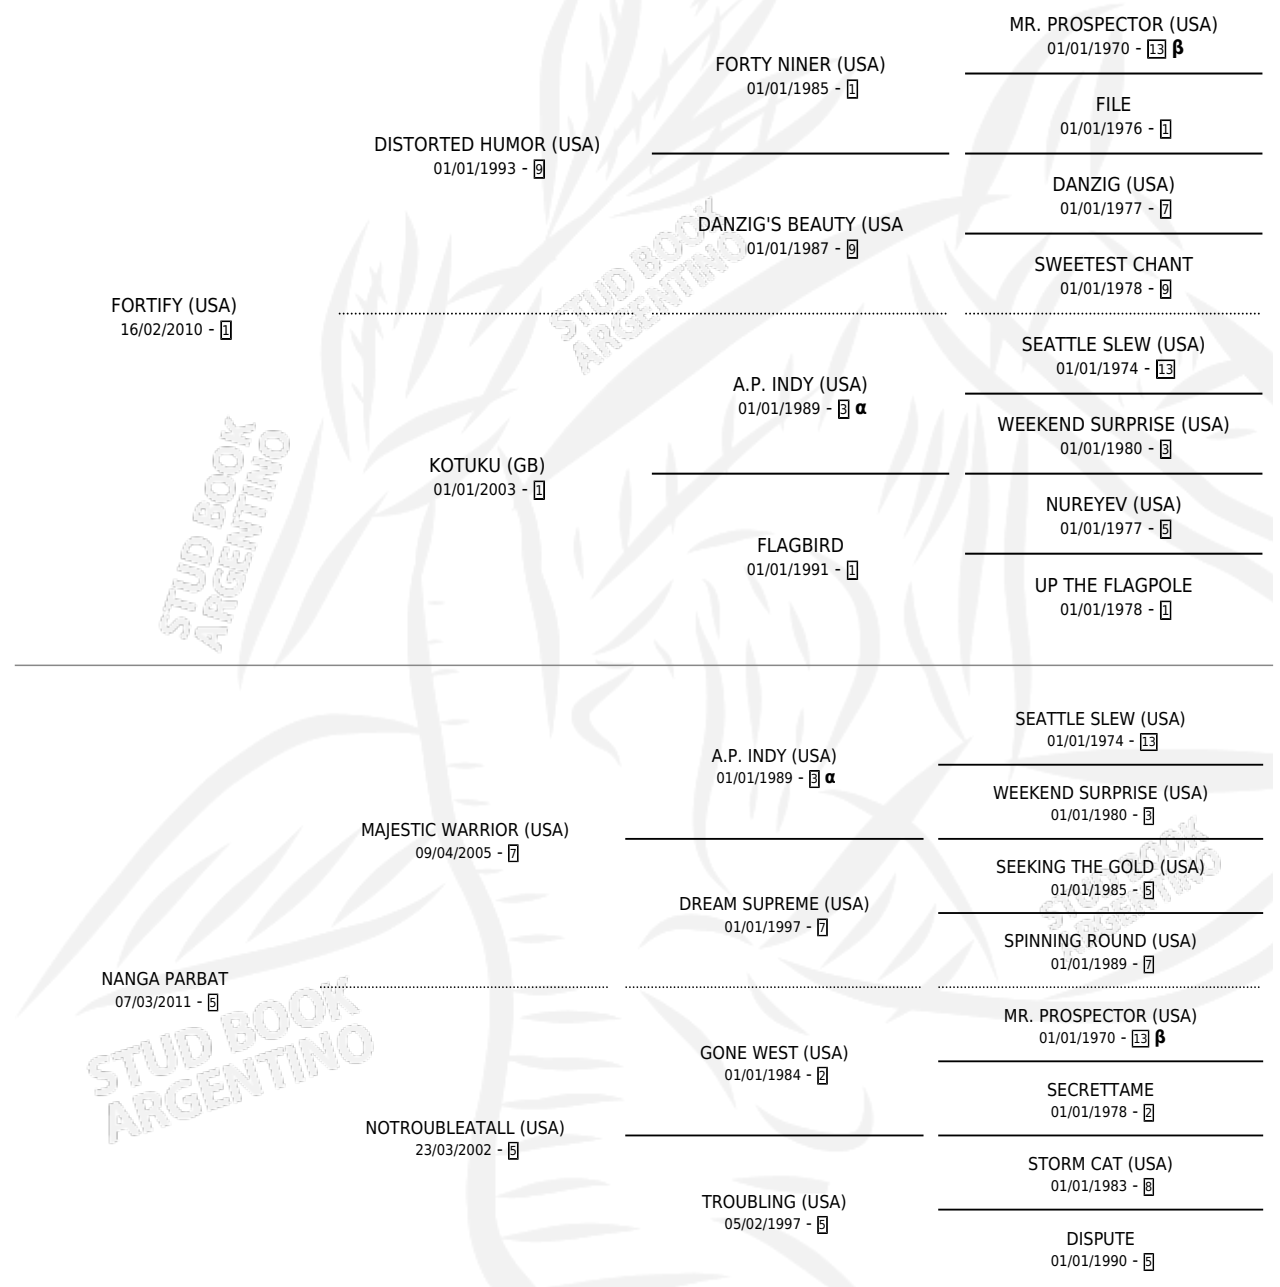 MR. PROSPECTOR (USA)
01/01/1970 - 13 β
FORTY NINER (USA)
01/01/1985 - 1
FILE
01/01/1976 - 1
DISTORTED HUMOR (USA)
01/01/1993 - 9
DANZIG (USA)
01/01/1977 - 7
DANZIG'S BEAUTY (USA
01/01/1987 - 9
SWEETEST CHANT
01/01/1978 - 9
FORTIFY (USA)
16/02/2010 - 1
SEATTLE SLEW (USA)
01/01/1974 - 13
A.P. INDY (USA)
01/01/1989 - 3 α
WEEKEND SURPRISE (USA)
01/01/1980 - 3
KOTUKU (GB)
01/01/2003 - 1
NUREYEV (USA)
01/01/1977 - 5
FLAGBIRD
01/01/1991 - 1
UP THE FLAGPOLE
01/01/1978 - 1
STUD BOOK
ARGENTINO
STUD BOOK
ARGENTINO
SEATTLE SLEW (USA)
01/01/1974 - 13
A.P. INDY (USA)
01/01/1989 - 3 α
WEEKEND SURPRISE (USA)
01/01/1980 - 3
MAJESTIC WARRIOR (USA)
09/04/2005 - 7
SEEKING THE GOLD (USA)
01/01/1985 - 5
DREAM SUPREME (USA)
01/01/1997 - 7
SPINNING ROUND (USA)
01/01/1989 - 7
NANGA PARBAT
07/03/2011 - 5
MR. PROSPECTOR (USA)
01/01/1970 - 13 β
GONE WEST (USA)
01/01/1984 - 2
SECRETTAME
01/01/1978 - 2
NOTROUBLEATALL (USA)
23/03/2002 - 5
STORM CAT (USA)
01/01/1983 - 8
TROUBLING (USA)
05/02/1997 - 5
DISPUTE
01/01/1990 - 5
STUD BOOK
ARGENTINO
STUD BOOK
ARGENTINO